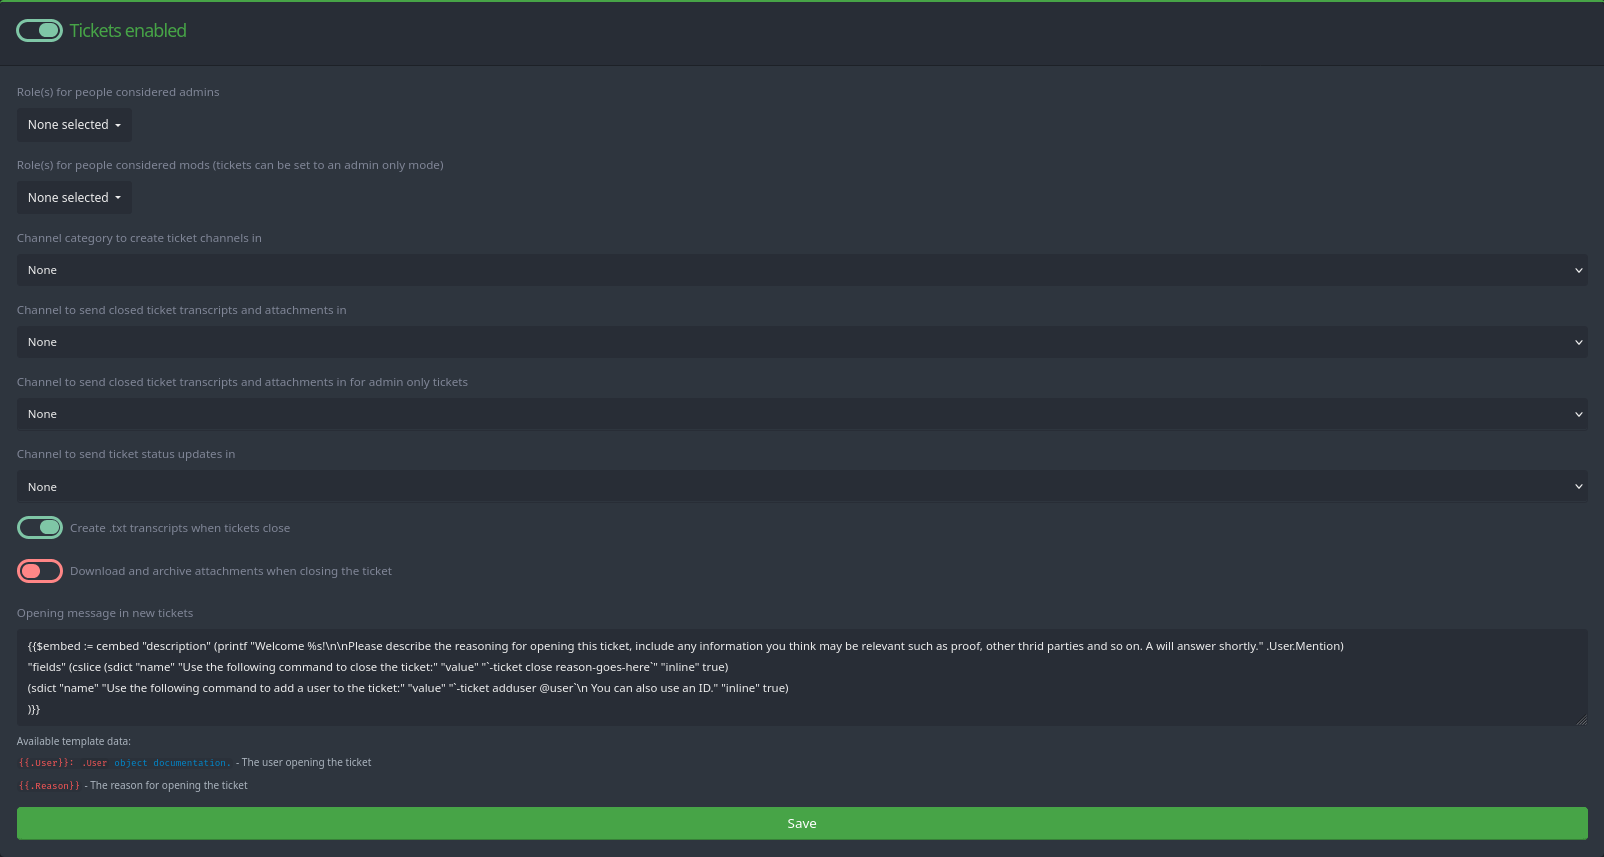 Tickets enabled
Role(s) for people considered admins
None selected
Role(s) for people considered mods (tickets can be set to an admin only mode)
None selected
Channel category to create ticket channels in
None
Channel to send closed ticket transcripts and attachments in
None
Channel to send closed ticket transcripts and attachments in for admin only tickets
None
Channel to send ticket status updates in
None
Create .txt transcripts when tickets close
Download and archive attachments when closing the ticket
Opening message in new tickets
{{$embed := cembed "description" (printf "Welcome %s!\n\nPlease describe the reasoning for opening this ticket, include any information you think may be relevant such as proof, other thrid parties and so on. A will answer shortly." .User.Mention)
"fields" (cslice (sdict "name" "Use the following command to close the ticket:" "value" "`-ticket close reason-goes-here`" "inline" true)
(sdict "name" "Use the following command to add a user to the ticket:" "value" "`-ticket adduser @user`\n You can also use an ID." "inline" true)
)}}
Available template data:
{{.User}}: .User object documentation. - The user opening the ticket
{{.Reason}} - The reason for opening the ticket
Save